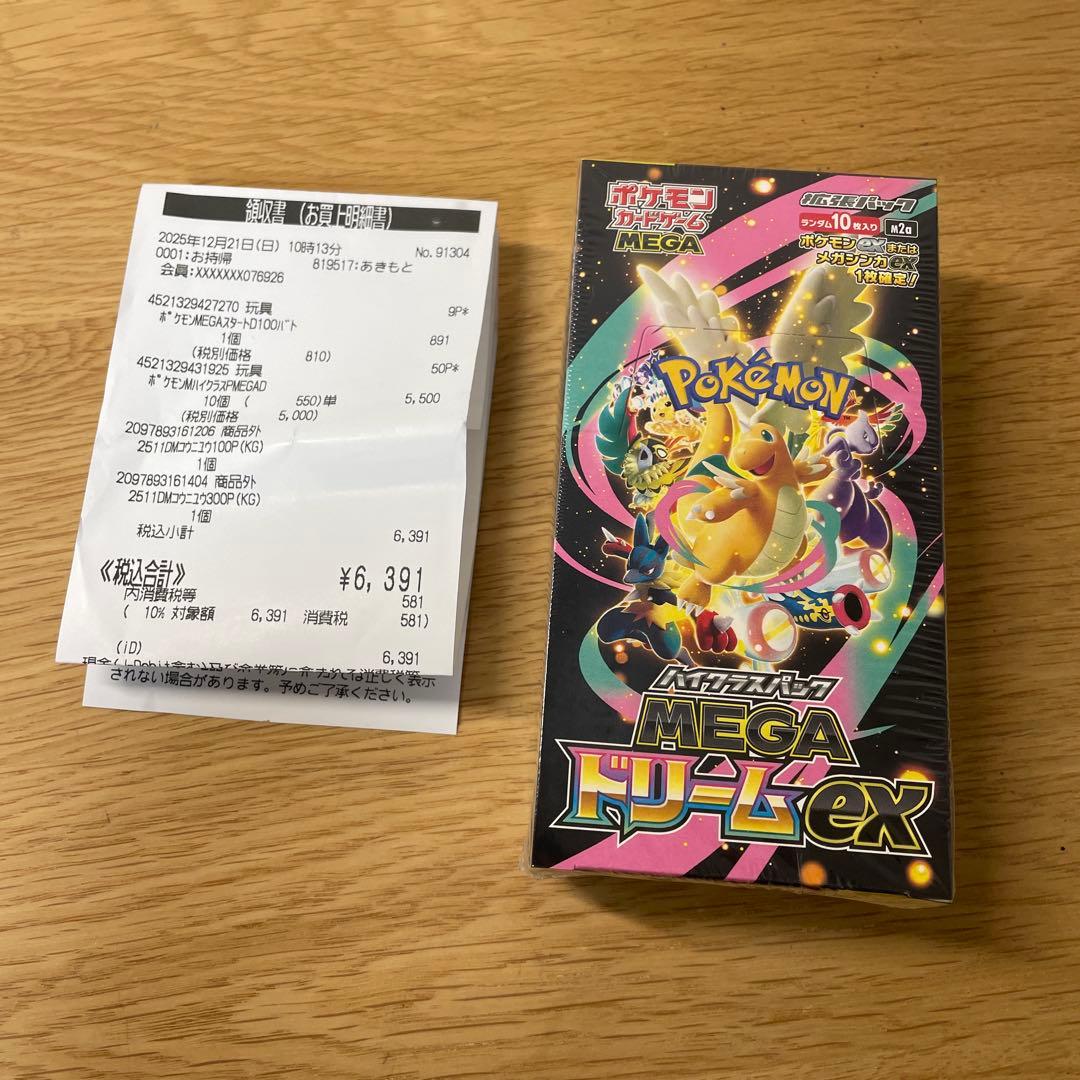 領収書 (お買上明細書)
2025年12月21日(日) 10時13分 No.91304
0001:お持帰 819517:あきもと
会員:XXXXXXX076926
4521329427270 玩具 9P*
ポケモンMEGAスタートD100バト
1個 891
(税別価格 810)
4521329431925 玩具 50P*
ポケモンMハイクラスPMEGAD
10個 ( 550)単 5,500
(税別価格 5,000)
2097893161206 商品外
2511DMコウニュウ100P(KG)
1個
2097893161404 商品外
2511DMコウニュウ300P(KG)
1個
税込小計 6,391
《税込合計》 ¥6,391
内消費税等 581
( 10% 対象額 6,391 消費税 581)
(iD) 6,391
されない場合があります。予めご了承ください。
ポケモン
カードゲーム
MEGA
拡張パック
ランダム10枚入り M2a
ポケモンexまたは
メガシンカex
1枚確定!
POKéMON
TM
ハイクラスパック
MEGA
ドリームex